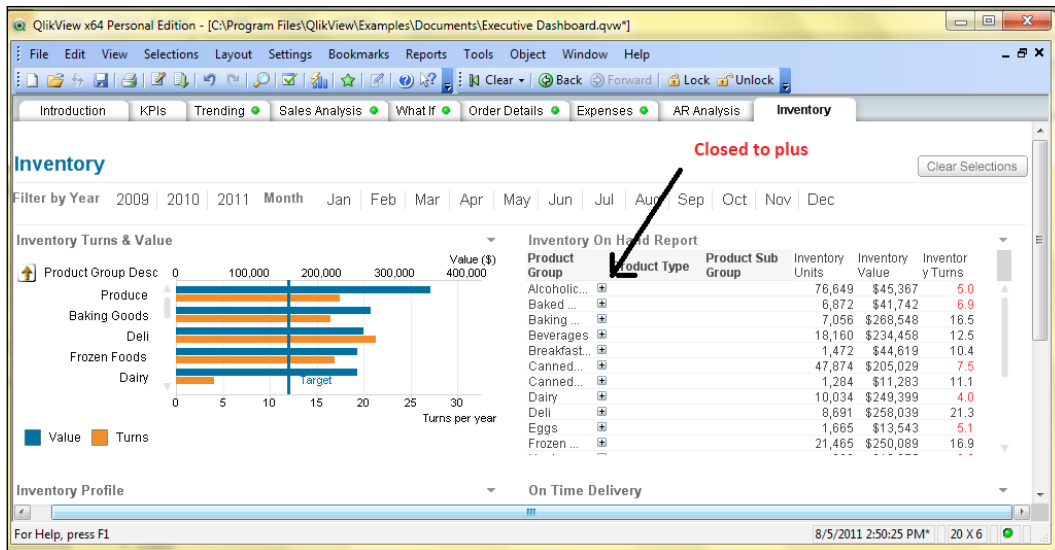 QlikView x64 Personal Edition - [C:\Program Files\QlikView\Examples\Documents\Executive Dashboard.qvw*]
File Edit View Selections Layout Settings Bookmarks Reports Tools Object Window Help
Clear Back Forward Lock Unlock
Introduction KPIs Trending Sales Analysis What If Order Details Expenses AR Analysis Inventory
Closed to plus
Inventory
Clear Selections
Filter by Year 2009 2010 2011 Month Jan Feb Mar Apr May Jun Jul Aug Sep Oct Nov Dec
Inventory Turns & Value
Value ($)
Product Group Desc 0 100,000 200,000 300,000 400,000
Produce
Baking Goods
Deli
Frozen Foods
Dairy
Target
0 5 10 15 20 25 30
Turns per year
Value Turns
Inventory On Hand Report
Product Group Product Type Product Sub Group Inventory Units Inventory Value Inventory Turns
Alcoholic... 76,649 $45,367 5.0
Baked ... 6,872 $41,742 6.9
Baking ... 7,056 $268,548 16.5
Beverages 18,160 $234,458 12.5
Breakfast... 1,472 $44,619 10.4
Canned... 47,874 $205,029 7.5
Canned... 1,284 $11,283 11.1
Dairy 10,034 $249,399 4.0
Deli 8,691 $258,039 21.3
Eggs 1,665 $13,543 5.1
Frozen ... 21,465 $250,089 16.9
Inventory Profile
On Time Delivery
For Help, press F1
8/5/2011 2:50:25 PM* 20 X 6